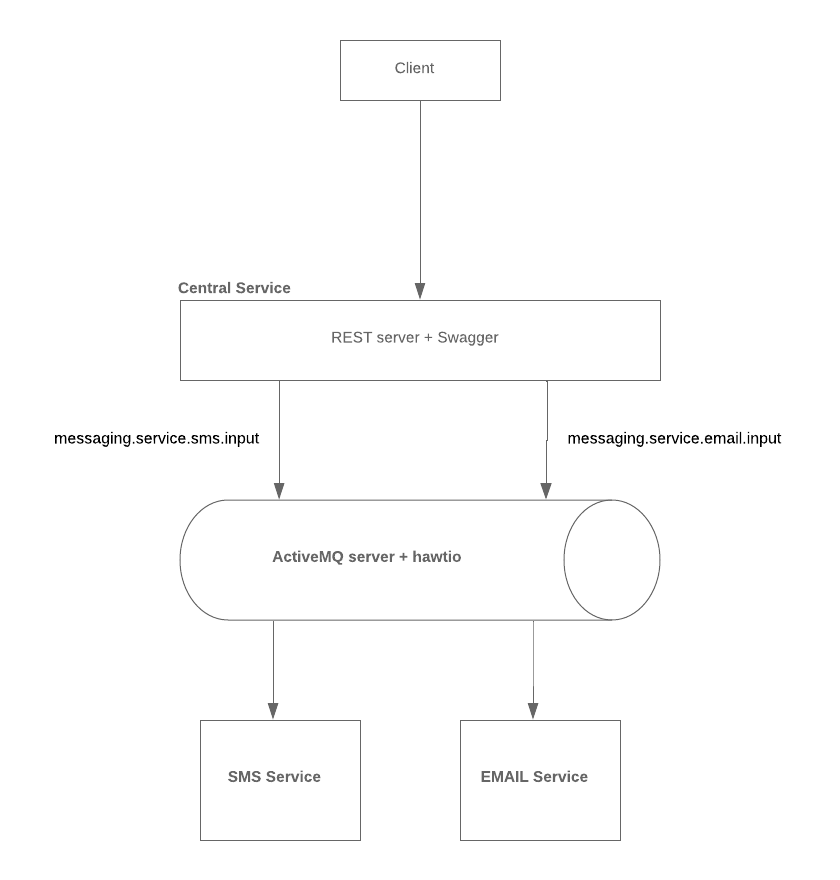 Client
Central Service
REST server + Swagger
messaging.service.sms.input
messaging.service.email.input
ActiveMQ server + hawtio
SMS Service
EMAIL Service